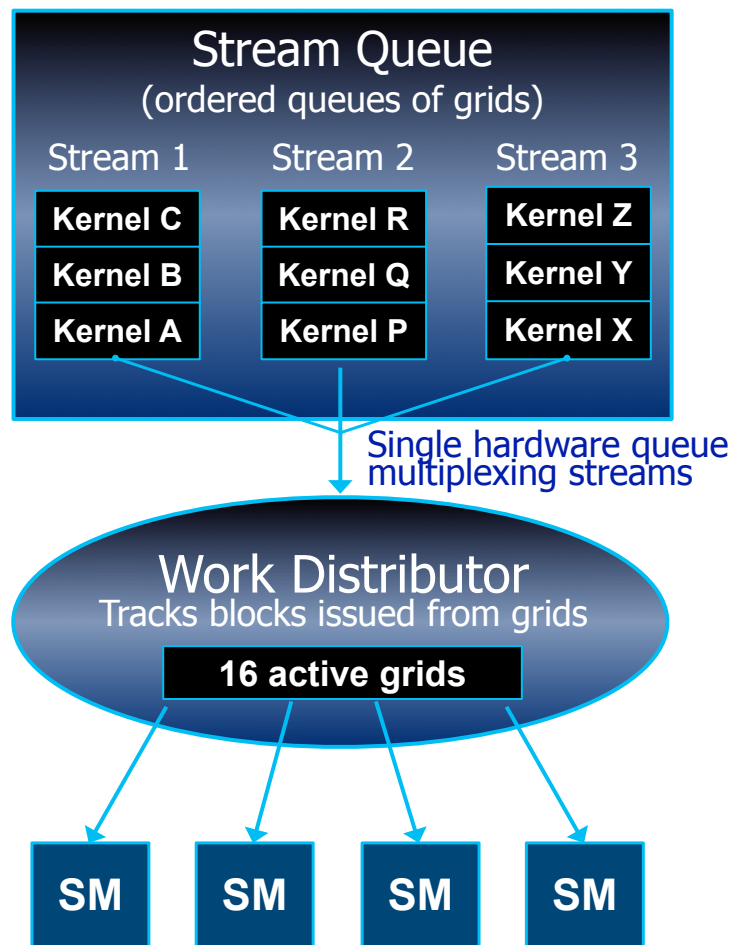 Stream Queue
(ordered queues of grids)
Stream 1
Stream 2
Stream 3
Kernel C
Kernel B
Kernel A
Kernel R
Kernel Q
Kernel P
Kernel Z
Kernel Y
Kernel X
Single hardware queue
multiplexing streams
Work Distributor
Tracks blocks issued from grids
16 active grids
SM
SM
SM
SM